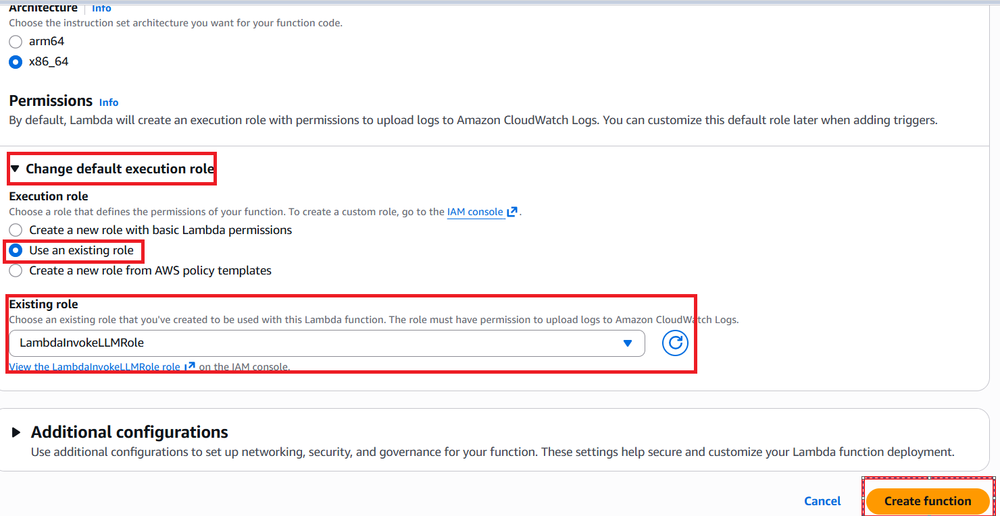 Architecture Info
Choose the instruction set architecture you want for your function code.
arm64
x86_64
Permissions Info
By default, Lambda will create an execution role with permissions to upload logs to Amazon CloudWatch Logs. You can customize this default role later when adding triggers.
Change default execution role
Execution role
Choose a role that defines the permissions of your function. To create a custom role, go to the IAM console .
Create a new role with basic Lambda permissions
Use an existing role
Create a new role from AWS policy templates
Existing role
Choose an existing role that you've created to be used with this Lambda function. The role must have permission to upload logs to Amazon CloudWatch Logs.
LambdaInvokeLLMRole
View the LambdaInvokeLLMRole role on the IAM console.
Additional configurations
Use additional configurations to set up networking, security, and governance for your function. These settings help secure and customize your Lambda function deployment.
Cancel Create function